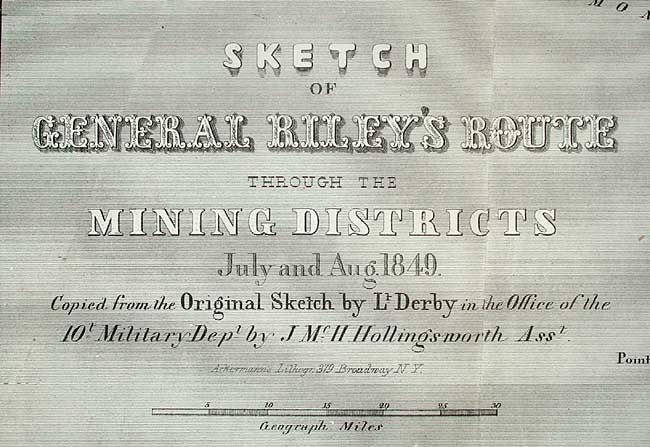 MON
SKETCH
OF
GENERAL RILEY'S ROUTE
THROUGH THE
MINING DISTRICTS
July and Aug. 1849.
Copied from the Original Sketch by Lt Derby in the Office of the
10t Military Dept by J McH Hollingsworth Asst.
Point
Ackermann's Lithogr. 379 Broadway N.Y.
5 10 15 20 25 30
Geograph Miles